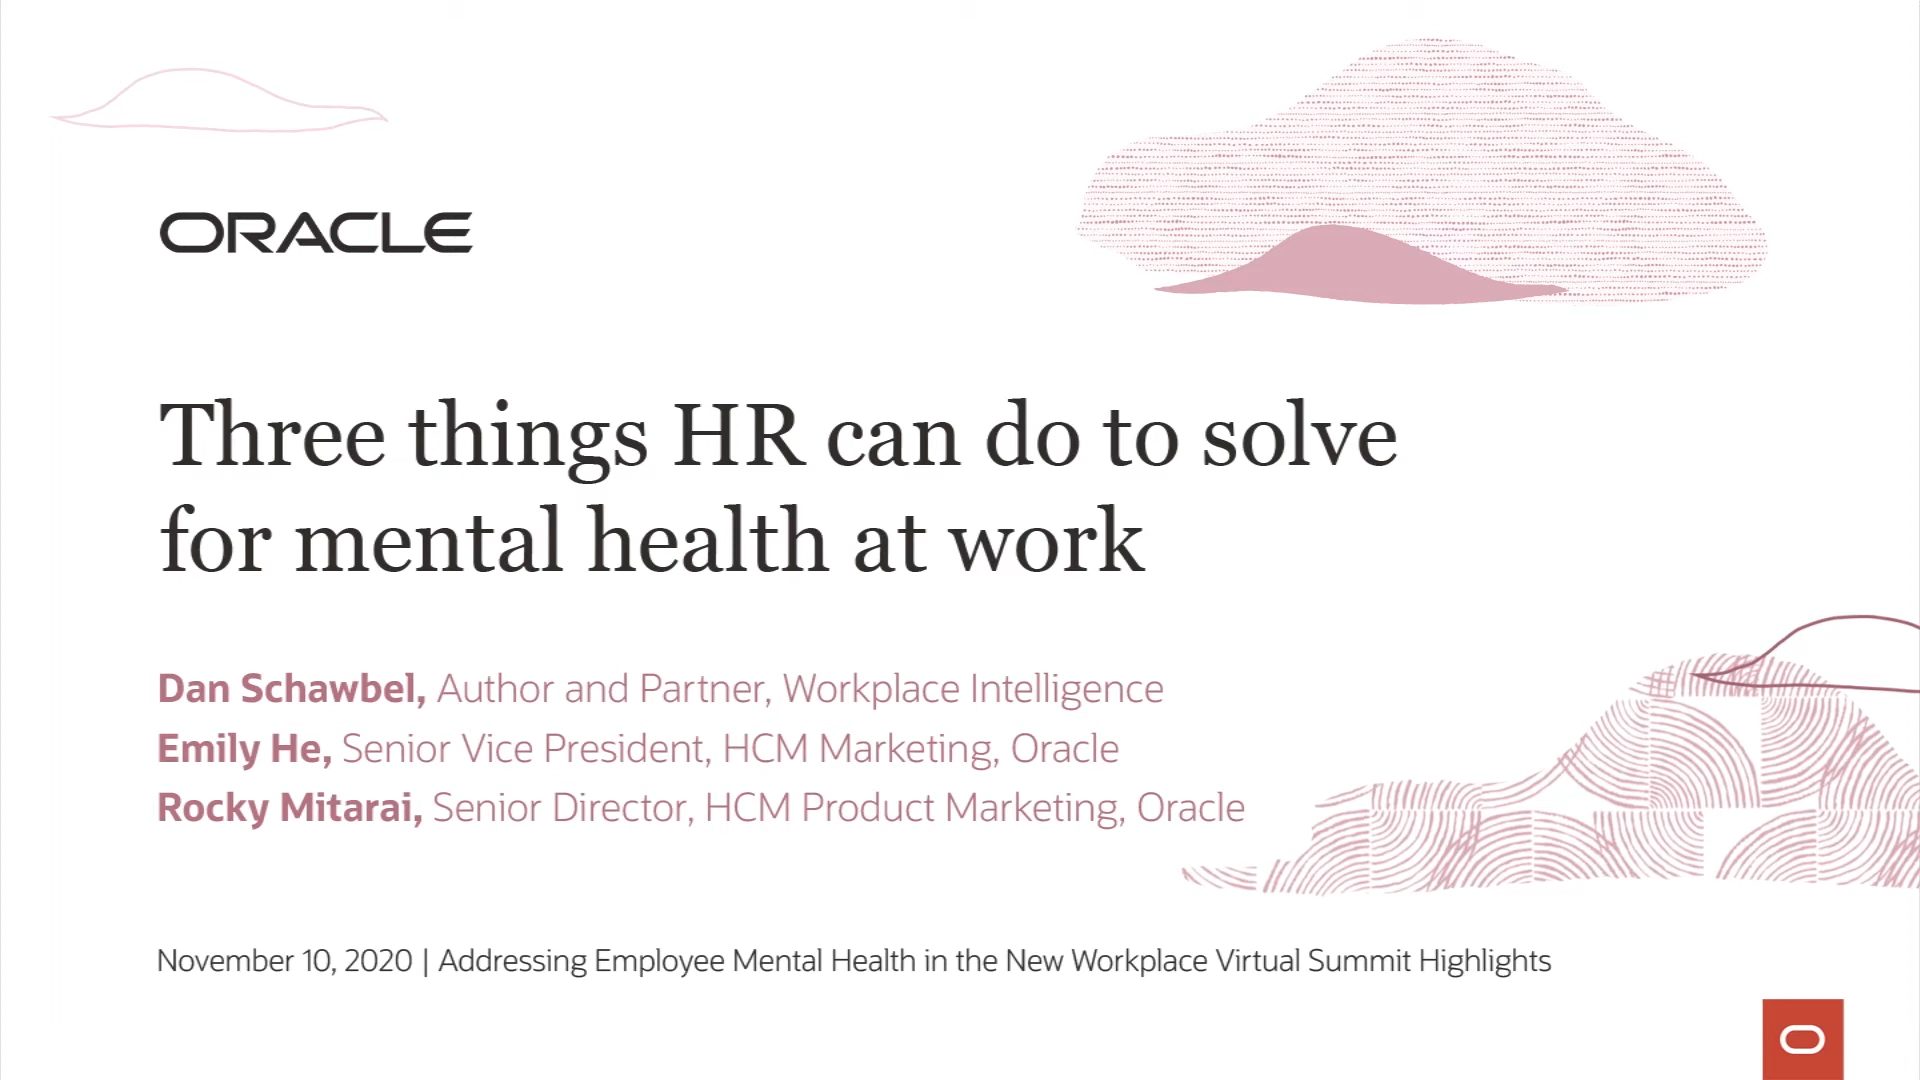 ORACLE
Three things HR can do to solve
for mental health at work
Dan Schawbel, Author and Partner, Workplace Intelligence
Emily He, Senior Vice President, HCM Marketing, Oracle
Rocky Mitarai, Senior Director, HCM Product Marketing, Oracle
November 10, 2020 | Addressing Employee Mental Health in the New Workplace Virtual Summit Highlights